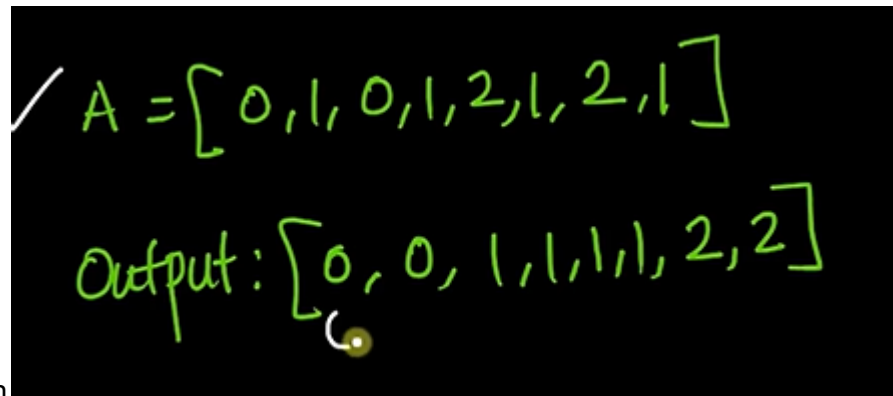 A = [0,1,0,1,2,1,2,1]
Output: [0, 0, 1,1,1,1, 2,2]